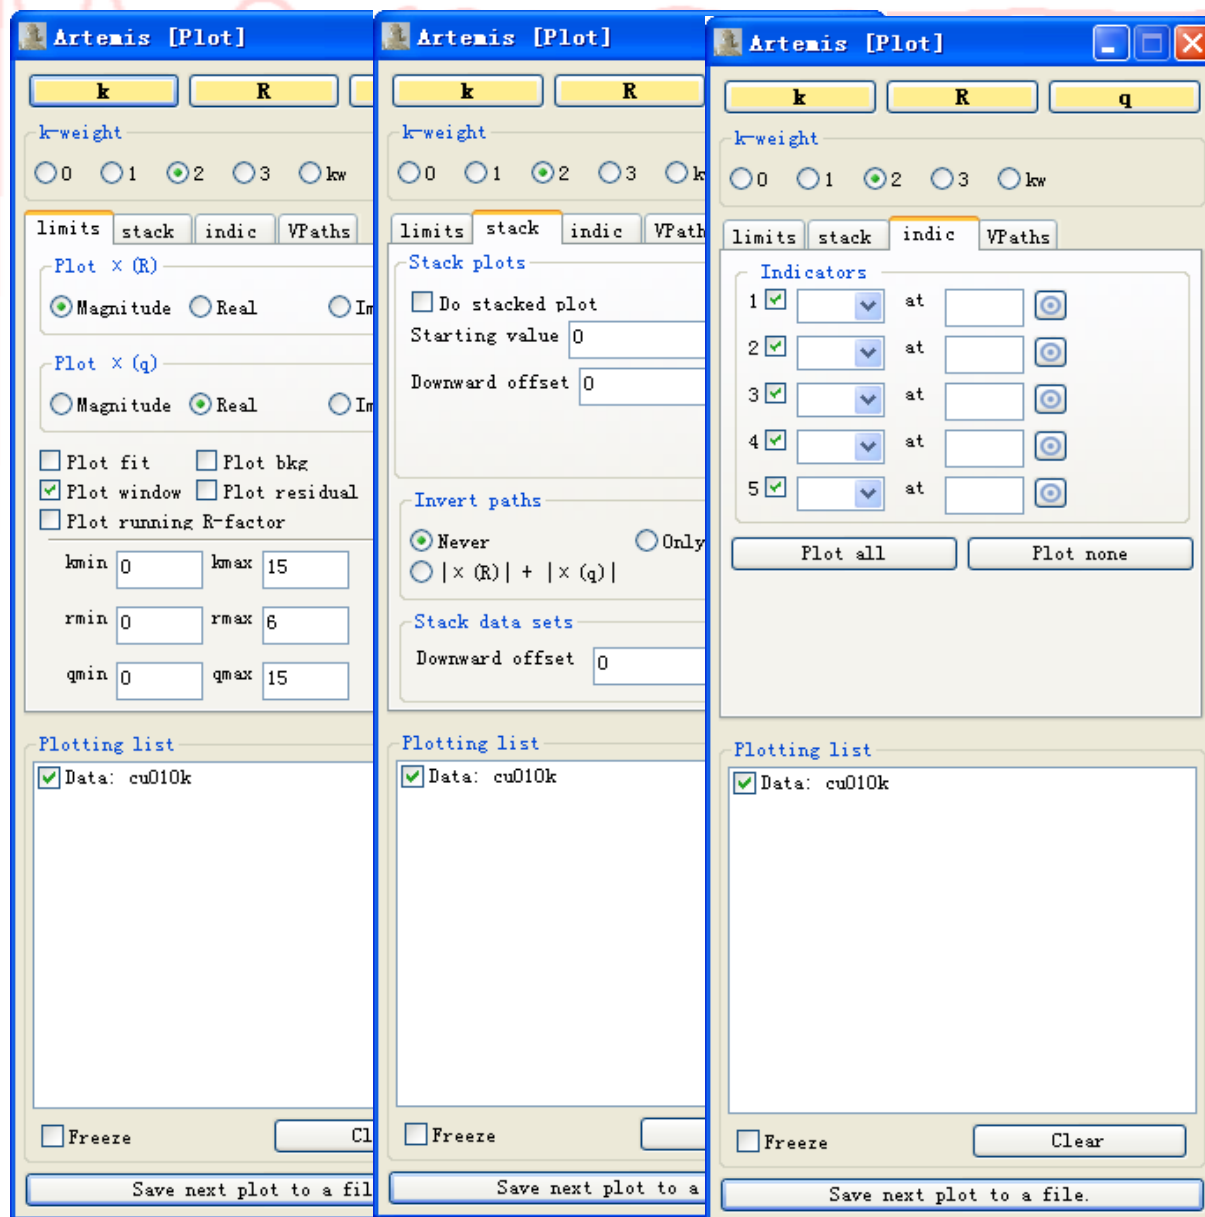 Artemis [Plot]
k R
k-weight
0 1 2 3 kw
limits stack indic VPaths
Plot χ (R)
Magnitude Real Im
Plot χ (q)
Magnitude Real Im
Plot fit Plot bkg
Plot window Plot residual
Plot running R-factor
kmin 0 kmax 15
rmin 0 rmax 6
qmin 0 qmax 15
Plotting list
Data: cu010k
Freeze Cl
Save next plot to a fil
Artemis [Plot]
k R
k-weight
0 1 2 3 k
limits stack indic VPath
Stack plots
Do stacked plot
Starting value 0
Downward offset 0
Invert paths
Never Only
|χ (R)| + |χ (q)|
Stack data sets
Downward offset 0
Plotting list
Data: cu010k
Freeze
Save next plot to a
Artemis [Plot]
k R q
k-weight
0 1 2 3 kw
limits stack indic VPaths
Indicators
1 at
2 at
3 at
4 at
5 at
Plot all Plot none
Plotting list
Data: cu010k
Freeze Clear
Save next plot to a file.